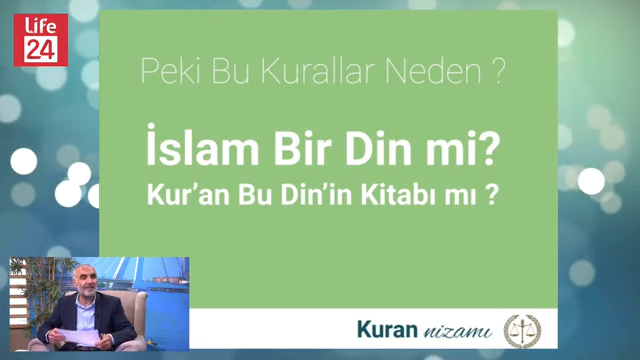 Life
24
Peki Bu Kurallar Neden ?
İslam Bir Din mi?
Kur’an Bu Din’in Kitabı mı ?
Kuran nizamı